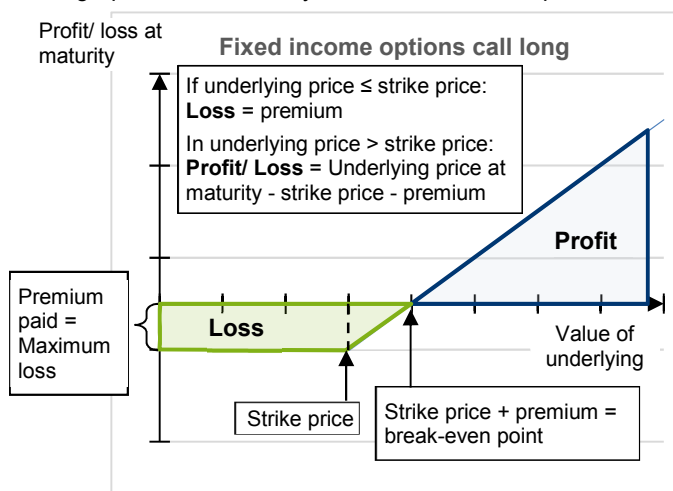 Profit/ loss at
maturity
Fixed income options call long
If underlying price ≤ strike price:
Loss = premium
In underlying price > strike price:
Profit/ Loss = Underlying price at
maturity - strike price - premium
Profit
Premium
paid =
Maximum
loss
Loss
Value of
underlying
Strike price
Strike price + premium =
break-even point